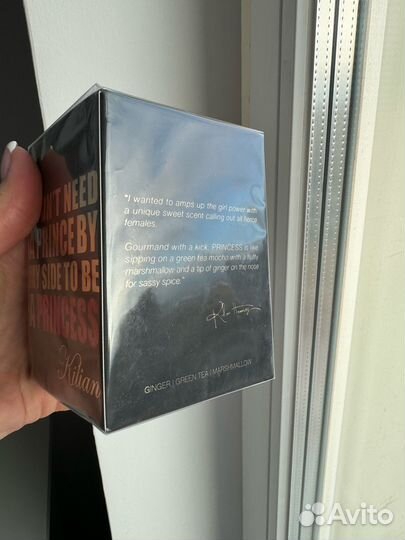 N'T NEED
A PRINCE BY
MY SIDE TO BE
A PRINCESS
Kilian
"I wanted to amps up the girl power with
a unique sweet scent calling out all fierce
females.
Gourmand with a kick, PRINCESS is like
sipping on a green tea mocha with a fluffy
marshmallow and a tip of ginger on the nose
for sassy spice."
GINGER | GREEN TEA | MARSHMALLOW
Avito